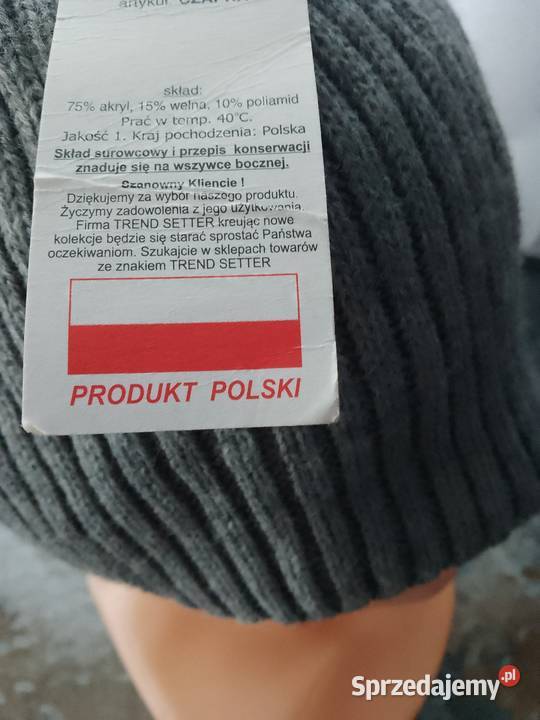 artykuł CZAPKA
skład:
75% akryl, 15% wełna, 10% poliamid
Prać w temp. 40°C.
Jakość 1. Kraj pochodzenia: Polska
Skład surowcowy i przepis konserwacji
znaduje się na wszywce bocznej.
Szanowny Kliencie !
Dziękujemy za wybór naszego produktu.
Życzymy zadowolenia z jego użytkowania.
Firma TREND SETTER kreując nowe
kolekcje będzie się starać sprostać Państwa
oczekiwaniom. Szukajcie w sklepach towarów
ze znakiem TREND SETTER
PRODUKT POLSKI
Sprzedajemy.pl